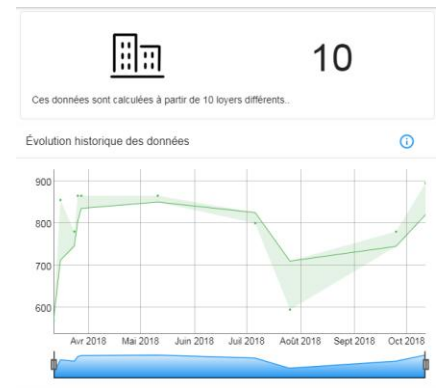 10
Ces données sont calculées à partir de 10 loyers différents..
Évolution historique des données
900
800
700
600
Avr 2018 Mai 2018 Juin 2018 Juil 2018 Août 2018 Sept 2018 Oct 2018